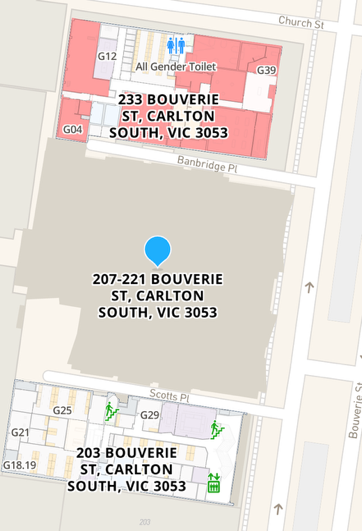 Church St
G12
All Gender Toilet
G39
233 BOUVERIE
ST, CARLTON
SOUTH, VIC 3053
G04
Banbridge Pl
207-221 BOUVERIE
ST, CARLTON
SOUTH, VIC 3053
Scotts Pl
G25
G29
Bouverie St
G21
203 BOUVERIE
ST, CARLTON
SOUTH, VIC 3053
G18.19
203